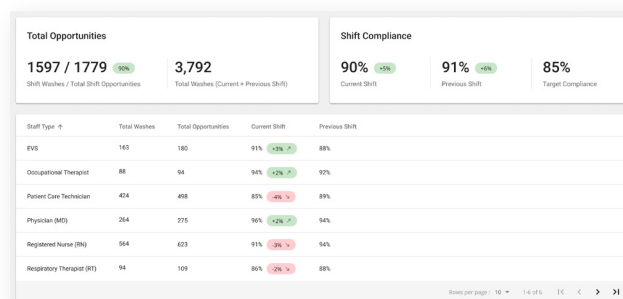 Total Opportunities
1597 / 1779 90%
Shift Washes / Total Shift Opportunities
3,792
Total Washes (Current + Previous Shift)
Shift Compliance
90% +5%
Current Shift
91% +6%
Previous Shift
85%
Target Compliance
Staff Type ↑ Total Washes Total Opportunities Current Shift Previous Shift
EVS 163 180 91% +3% ↗ 88%
Occupational Therapist 88 94 94% +2% ↗ 92%
Patient Care Technician 424 498 85% -4% ↘ 89%
Physician (MD) 264 275 96% +2% ↗ 94%
Registered Nurse (RN) 564 623 91% -3% ↘ 94%
Respiratory Therapist (RT) 94 109 86% -2% ↘ 88%
Rows per page: 10 1-6 of 6